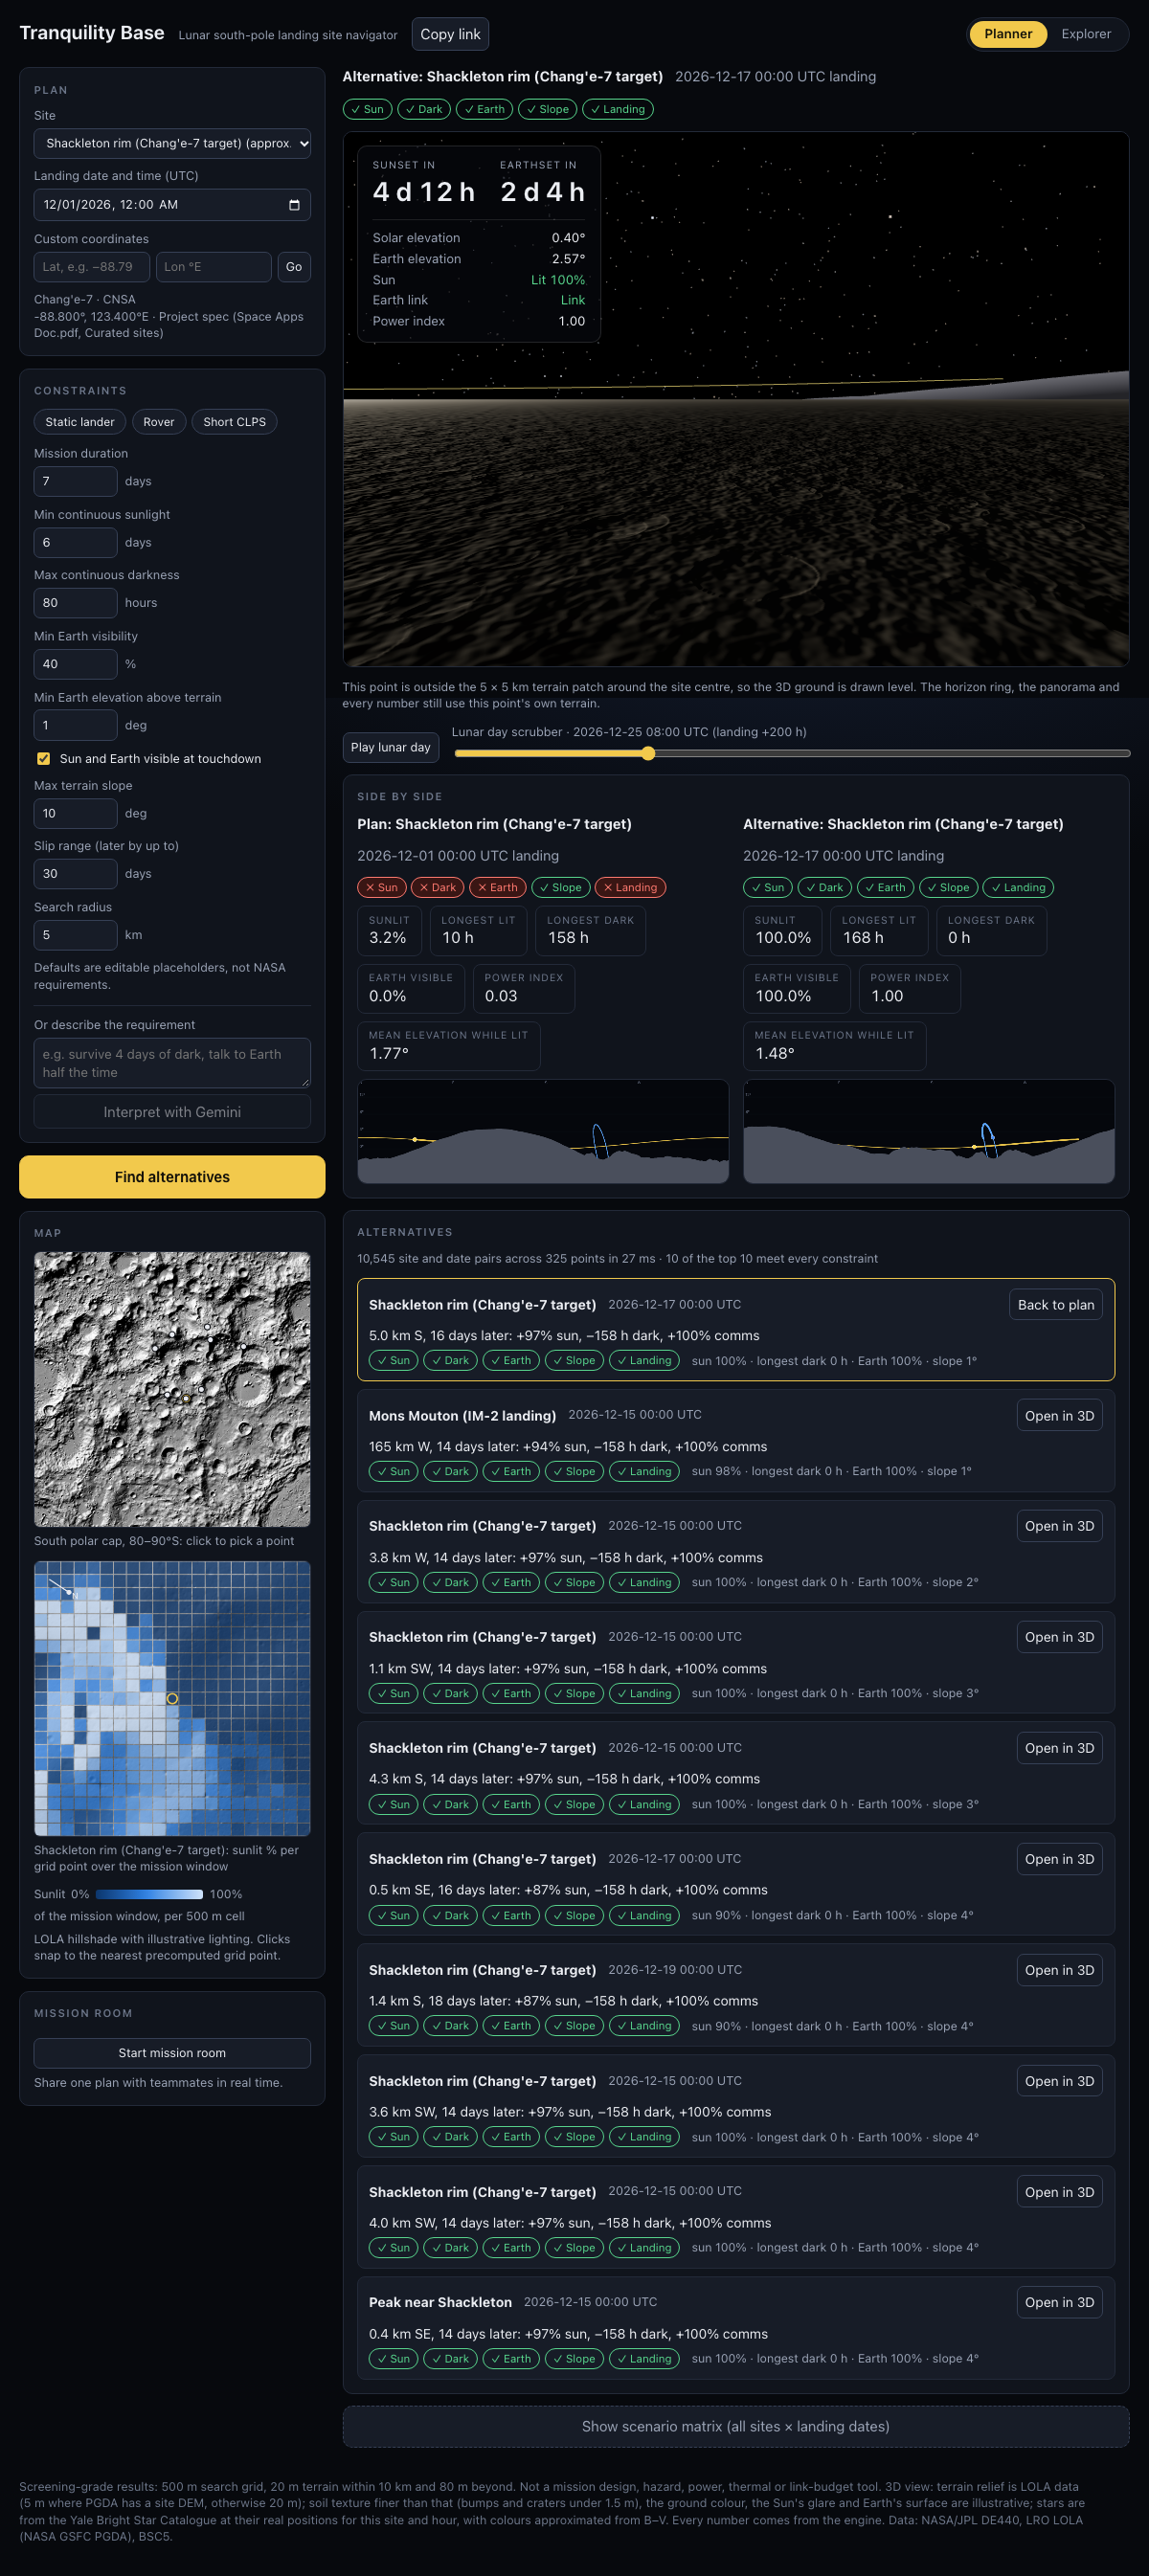 Tranquility Base
Lunar south-pole landing site navigator
Copy link
Planner
Explorer
PLAN
Site
Shackleton rim (Chang'e-7 target) (approx.
Landing date and time (UTC)
12/01/2026, 12:00 AM
Custom coordinates
Lat, e.g. −88.79
Lon °E
Go
Chang'e-7 · CNSA
-88.800°, 123.400°E · Project spec (Space Apps
Doc.pdf, Curated sites)
CONSTRAINTS
Static lander
Rover
Short CLPS
Mission duration
7 days
Min continuous sunlight
6 days
Max continuous darkness
80 hours
Min Earth visibility
40 %
Min Earth elevation above terrain
1 deg
Sun and Earth visible at touchdown
Max terrain slope
10 deg
Slip range (later by up to)
30 days
Search radius
5 km
Defaults are editable placeholders, not NASA
requirements.
Or describe the requirement
e.g. survive 4 days of dark, talk to Earth
half the time
Interpret with Gemini
Find alternatives
MAP
South polar cap, 80–90°S: click to pick a point
N
Shackleton rim (Chang'e-7 target): sunlit % per
grid point over the mission window
Sunlit 0% 100%
of the mission window, per 500 m cell
LOLA hillshade with illustrative lighting. Clicks
snap to the nearest precomputed grid point.
MISSION ROOM
Start mission room
Share one plan with teammates in real time.
Alternative: Shackleton rim (Chang'e-7 target) 2026-12-17 00:00 UTC landing
✓ Sun ✓ Dark ✓ Earth ✓ Slope ✓ Landing
SUNSET IN EARTHSET IN
4 d 12 h 2 d 4 h
Solar elevation 0.40°
Earth elevation 2.57°
Sun Lit 100%
Earth link Link
Power index 1.00
This point is outside the 5 × 5 km terrain patch around the site centre, so the 3D ground is drawn level. The horizon ring, the panorama and
every number still use this point's own terrain.
Play lunar day
Lunar day scrubber · 2026-12-25 08:00 UTC (landing +200 h)
SIDE BY SIDE
Plan: Shackleton rim (Chang'e-7 target)
2026-12-01 00:00 UTC landing
✕ Sun ✕ Dark ✕ Earth ✓ Slope ✕ Landing
SUNLIT LONGEST LIT LONGEST DARK
3.2% 10 h 158 h
EARTH VISIBLE POWER INDEX
0.0% 0.03
MEAN ELEVATION WHILE LIT
1.77°
Alternative: Shackleton rim (Chang'e-7 target)
2026-12-17 00:00 UTC landing
✓ Sun ✓ Dark ✓ Earth ✓ Slope ✓ Landing
SUNLIT LONGEST LIT LONGEST DARK
100.0% 168 h 0 h
EARTH VISIBLE POWER INDEX
100.0% 1.00
MEAN ELEVATION WHILE LIT
1.48°
ALTERNATIVES
10,545 site and date pairs across 325 points in 27 ms · 10 of the top 10 meet every constraint
Shackleton rim (Chang'e-7 target) 2026-12-17 00:00 UTC Back to plan
5.0 km S, 16 days later: +97% sun, −158 h dark, +100% comms
✓ Sun ✓ Dark ✓ Earth ✓ Slope ✓ Landing sun 100% · longest dark 0 h · Earth 100% · slope 1°
Mons Mouton (IM-2 landing) 2026-12-15 00:00 UTC Open in 3D
165 km W, 14 days later: +94% sun, −158 h dark, +100% comms
✓ Sun ✓ Dark ✓ Earth ✓ Slope ✓ Landing sun 98% · longest dark 0 h · Earth 100% · slope 1°
Shackleton rim (Chang'e-7 target) 2026-12-15 00:00 UTC Open in 3D
3.8 km W, 14 days later: +97% sun, −158 h dark, +100% comms
✓ Sun ✓ Dark ✓ Earth ✓ Slope ✓ Landing sun 100% · longest dark 0 h · Earth 100% · slope 2°
Shackleton rim (Chang'e-7 target) 2026-12-15 00:00 UTC Open in 3D
1.1 km SW, 14 days later: +97% sun, −158 h dark, +100% comms
✓ Sun ✓ Dark ✓ Earth ✓ Slope ✓ Landing sun 100% · longest dark 0 h · Earth 100% · slope 3°
Shackleton rim (Chang'e-7 target) 2026-12-15 00:00 UTC Open in 3D
4.3 km S, 14 days later: +97% sun, −158 h dark, +100% comms
✓ Sun ✓ Dark ✓ Earth ✓ Slope ✓ Landing sun 100% · longest dark 0 h · Earth 100% · slope 3°
Shackleton rim (Chang'e-7 target) 2026-12-17 00:00 UTC Open in 3D
0.5 km SE, 16 days later: +87% sun, −158 h dark, +100% comms
✓ Sun ✓ Dark ✓ Earth ✓ Slope ✓ Landing sun 90% · longest dark 0 h · Earth 100% · slope 4°
Shackleton rim (Chang'e-7 target) 2026-12-19 00:00 UTC Open in 3D
1.4 km S, 18 days later: +87% sun, −158 h dark, +100% comms
✓ Sun ✓ Dark ✓ Earth ✓ Slope ✓ Landing sun 90% · longest dark 0 h · Earth 100% · slope 4°
Shackleton rim (Chang'e-7 target) 2026-12-15 00:00 UTC Open in 3D
3.6 km SW, 14 days later: +97% sun, −158 h dark, +100% comms
✓ Sun ✓ Dark ✓ Earth ✓ Slope ✓ Landing sun 100% · longest dark 0 h · Earth 100% · slope 4°
Shackleton rim (Chang'e-7 target) 2026-12-15 00:00 UTC Open in 3D
4.0 km SW, 14 days later: +97% sun, −158 h dark, +100% comms
✓ Sun ✓ Dark ✓ Earth ✓ Slope ✓ Landing sun 100% · longest dark 0 h · Earth 100% · slope 4°
Peak near Shackleton 2026-12-15 00:00 UTC Open in 3D
0.4 km SE, 14 days later: +97% sun, −158 h dark, +100% comms
✓ Sun ✓ Dark ✓ Earth ✓ Slope ✓ Landing sun 100% · longest dark 0 h · Earth 100% · slope 4°
Show scenario matrix (all sites × landing dates)
Screening-grade results: 500 m search grid, 20 m terrain within 10 km and 80 m beyond. Not a mission design, hazard, power, thermal or link-budget tool. 3D view: terrain relief is LOLA data
(5 m where PGDA has a site DEM, otherwise 20 m); soil texture finer than that (bumps and craters under 1.5 m), the ground colour, the Sun's glare and Earth's surface are illustrative; stars are
from the Yale Bright Star Catalogue at their real positions for this site and hour, with colours approximated from B–V. Every number comes from the engine. Data: NASA/JPL DE440, LRO LOLA
(NASA GSFC PGDA), BSC5.